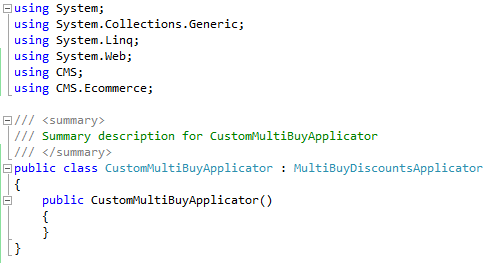 using System;
using System.Collections.Generic;
using System.Linq;
using System.Web;
using CMS;
using CMS.Ecommerce;
/// <summary>
/// Summary description for CustomMultiBuyApplicator
/// </summary>
public class CustomMultiBuyApplicator : MultiBuyDiscountsApplicator
{
    public CustomMultiBuyApplicator()
    {
    }
}